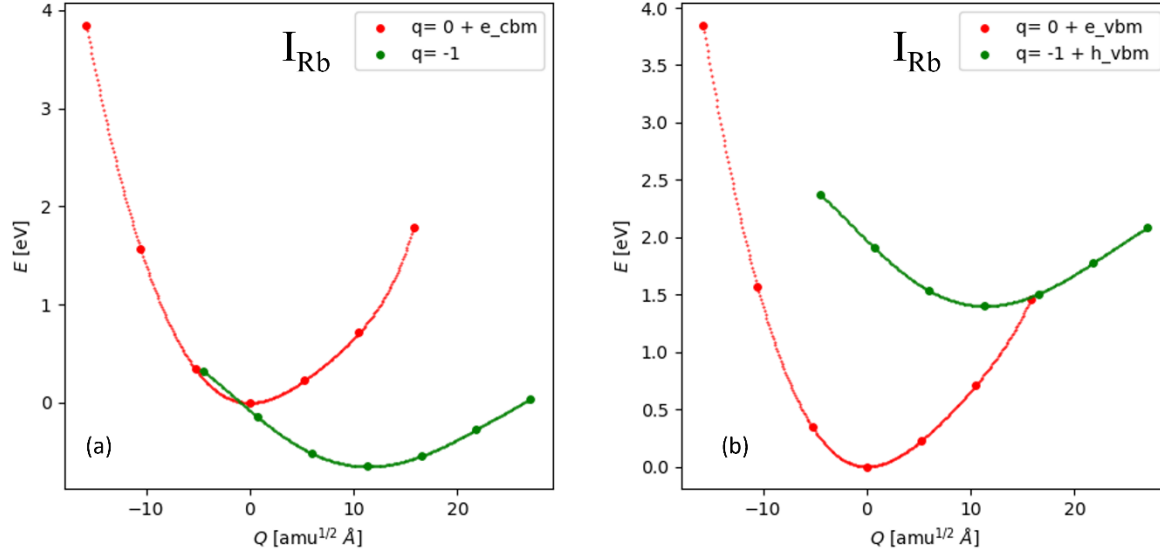 I_Rb
q= 0 + e_cbm
q= -1
E [eV]
4
3
2
1
0
(a)
−10
0
10
20
Q [amu^1/2 Å]
I_Rb
q= 0 + e_vbm
q= -1 + h_vbm
E [eV]
4.0
3.5
3.0
2.5
2.0
1.5
1.0
0.5
0.0
(b)
−10
0
10
20
Q [amu^1/2 Å]